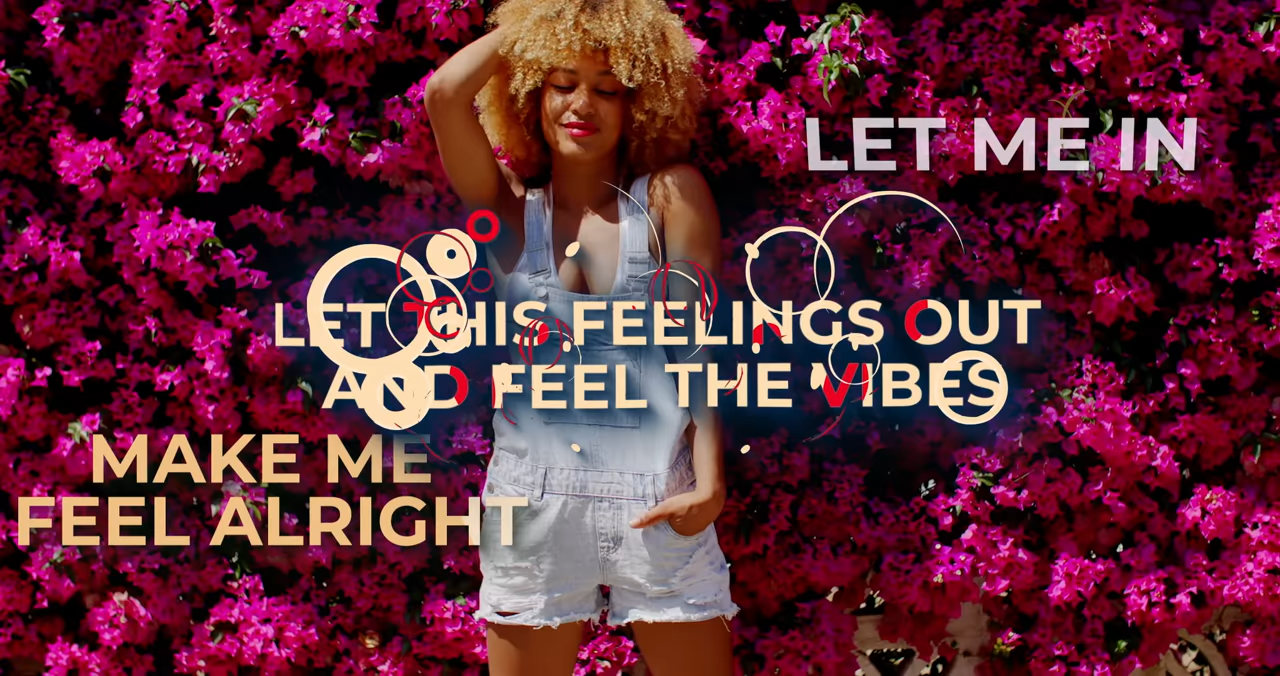 LET ME IN
LET THIS FEELINGS OUT
AND FEEL THE VIBES
MAKE ME
FEEL ALRIGHT